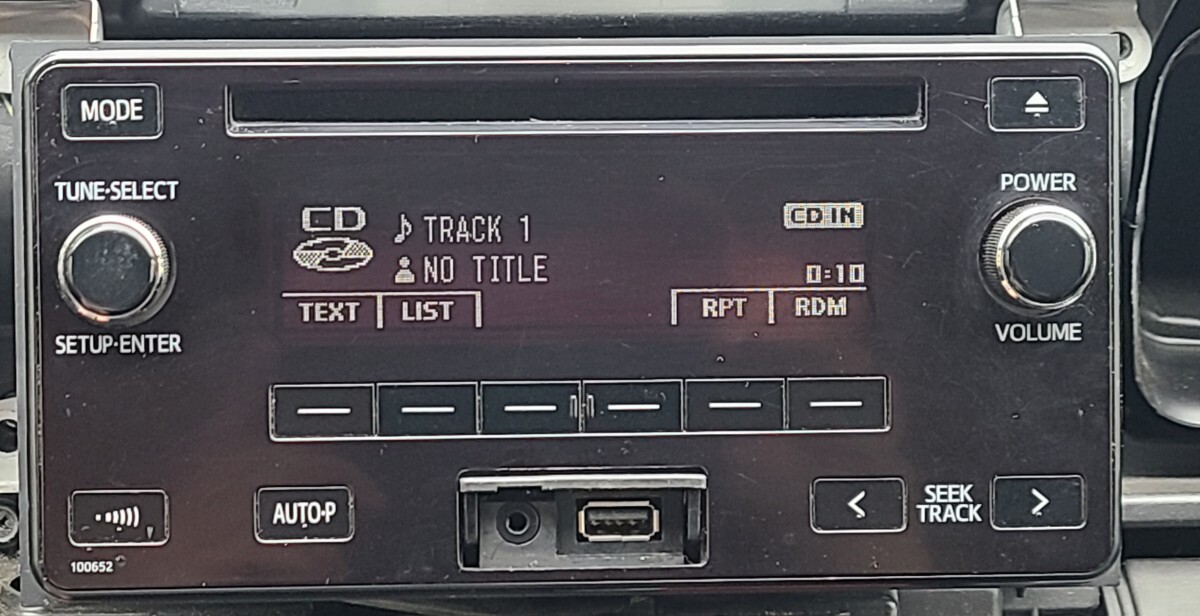 MODE
TUNE·SELECT
SETUP·ENTER
CD
TRACK 1
NO TITLE
CD IN
0:10
TEXT LIST RPT RDM
POWER
VOLUME
AUTO·P
< SEEK TRACK >
100652